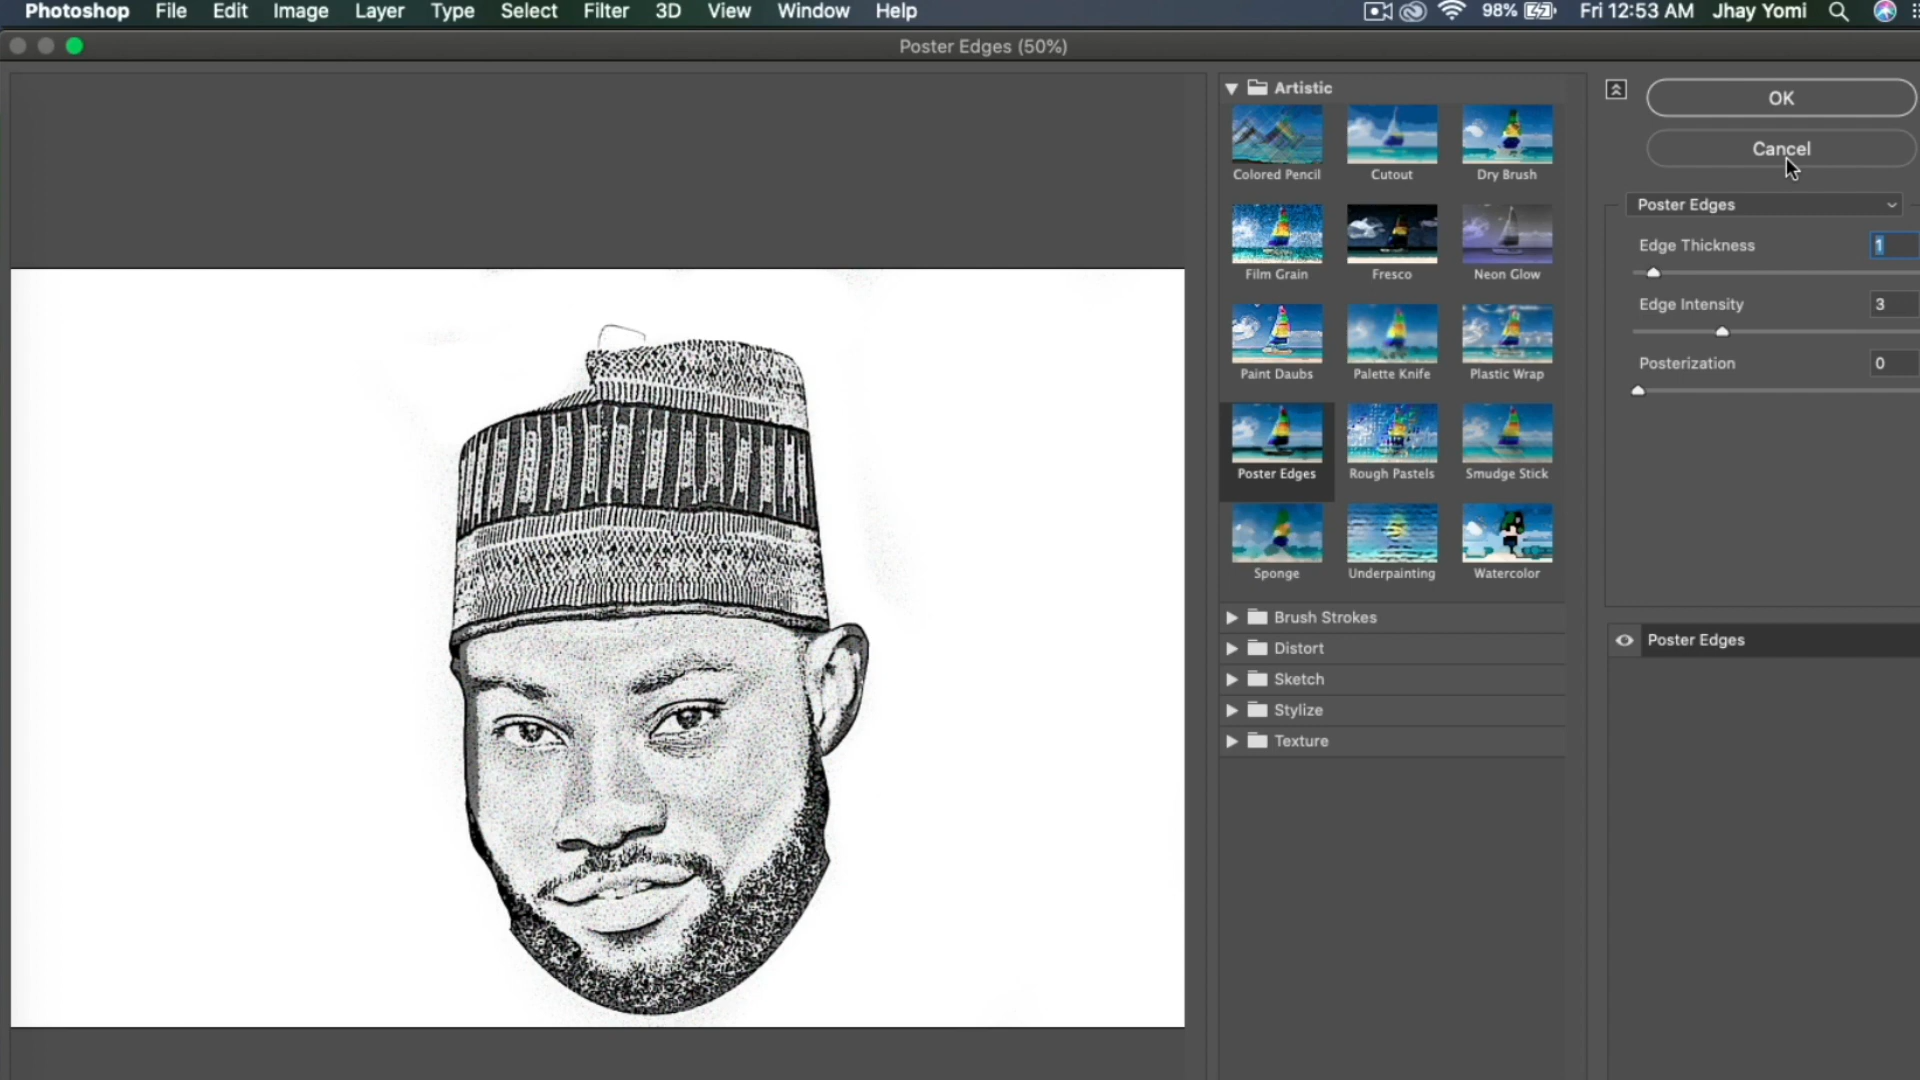 Photoshop File Edit Image Layer Type Select Filter 3D View Window Help 98% Fri 12:53 AM Jhay Yomi
Poster Edges (50%)
Artistic
Colored Pencil Cutout Dry Brush
Film Grain Fresco Neon Glow
Paint Daubs Palette Knife Plastic Wrap
Poster Edges Rough Pastels Smudge Stick
Sponge Underpainting Watercolor
Brush Strokes
Distort
Sketch
Stylize
Texture
OK
Cancel
Poster Edges
Edge Thickness 1
Edge Intensity 3
Posterization 0
Poster Edges